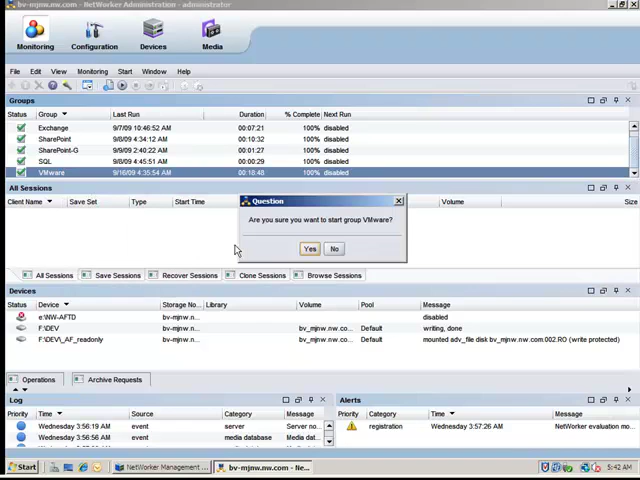 bv-mjnw.nw.com - NetWorker Administration - administrator
Monitoring Configuration Devices Media
File Edit View Monitoring Start Window Help
Groups
Status Group Last Run Duration % Complete Next Run
Exchange 9/7/09 10:46:52 AM 00:07:21 100% disabled
SharePoint 9/8/09 4:34:12 AM 00:10:32 100% disabled
SharePoint-G 9/9/09 2:40:22 AM 00:01:27 100% disabled
SQL 9/8/09 4:45:51 AM 00:00:29 100% disabled
VMware 9/16/09 4:35:54 AM 00:18:48 100% disabled
All Sessions
Client Name Save Set Type Start Time Volume Size
Question
Are you sure you want to start group VMware?
Yes No
All Sessions Save Sessions Recover Sessions Clone Sessions Browse Sessions
Devices
Status Device Storage No... Library Volume Pool Message
e:\NW-AFTD bv-mjnw.n... disabled
F:\DEV bv-mjnw.n... bv_mjnw.nw.co... Default writing, done
F:\DEV\_AF_readonly bv-mjnw.n... bv_mjnw.nw.co... Default mounted adv_file disk bv_mjnw.nw.com.002.RO (write protected)
Operations Archive Requests
Log
Priority Time Source Category Message
Wednesday 3:56:19 AM event server Server no...
Wednesday 3:56:56 AM event media database Media dat...
Alerts
Priority Category Time Message
registration Wednesday 3:57:26 AM NetWorker evaluation mo...
Start NetWorker Management ... bv-mjnw.nw.com - Ne... 5:42 AM